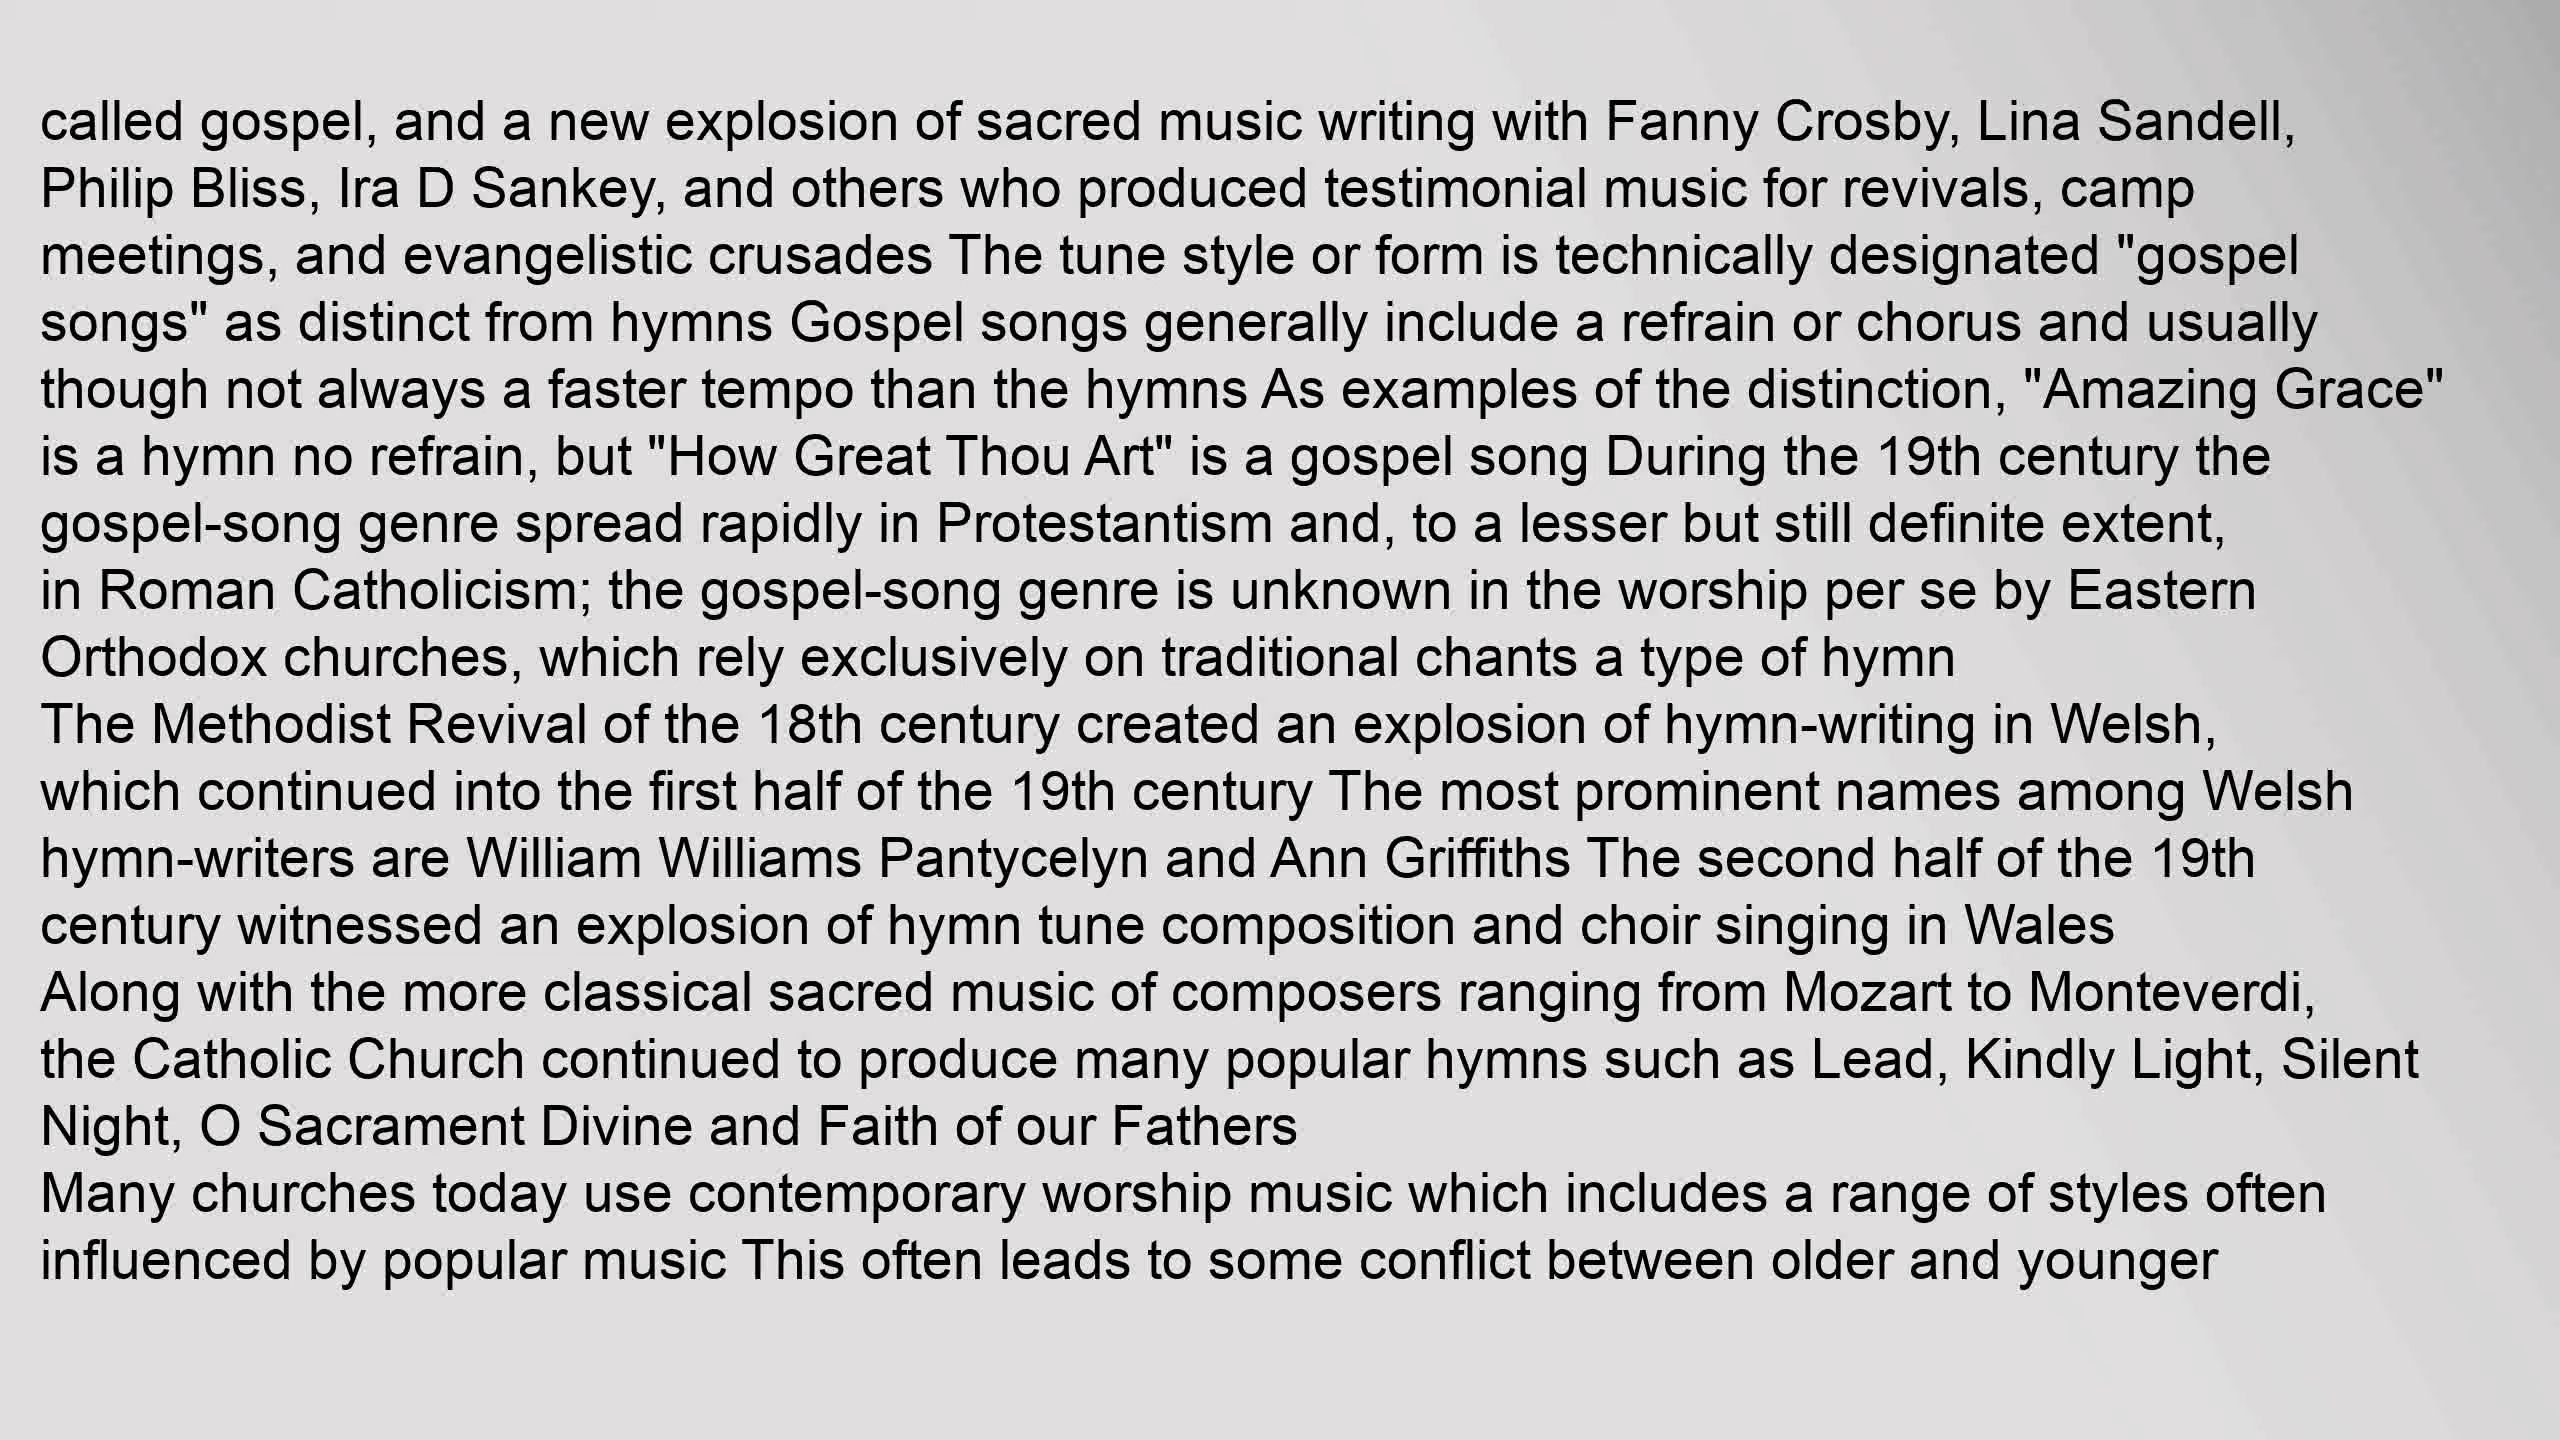 called gospel, and a new explosion of sacred music writing with Fanny Crosby, Lina Sandell,
Philip Bliss, Ira D Sankey, and others who produced testimonial music for revivals, camp
meetings, and evangelistic crusades The tune style or form is technically designated "gospel
songs" as distinct from hymns Gospel songs generally include a refrain or chorus and usually
though not always a faster tempo than the hymns As examples of the distinction, "Amazing Grace"
is a hymn no refrain, but "How Great Thou Art" is a gospel song During the 19th century the
gospel-song genre spread rapidly in Protestantism and, to a lesser but still definite extent,
in Roman Catholicism; the gospel-song genre is unknown in the worship per se by Eastern
Orthodox churches, which rely exclusively on traditional chants a type of hymn
The Methodist Revival of the 18th century created an explosion of hymn-writing in Welsh,
which continued into the first half of the 19th century The most prominent names among Welsh
hymn-writers are William Williams Pantycelyn and Ann Griffiths The second half of the 19th
century witnessed an explosion of hymn tune composition and choir singing in Wales
Along with the more classical sacred music of composers ranging from Mozart to Monteverdi,
the Catholic Church continued to produce many popular hymns such as Lead, Kindly Light, Silent
Night, O Sacrament Divine and Faith of our Fathers
Many churches today use contemporary worship music which includes a range of styles often
influenced by popular music This often leads to some conflict between older and younger